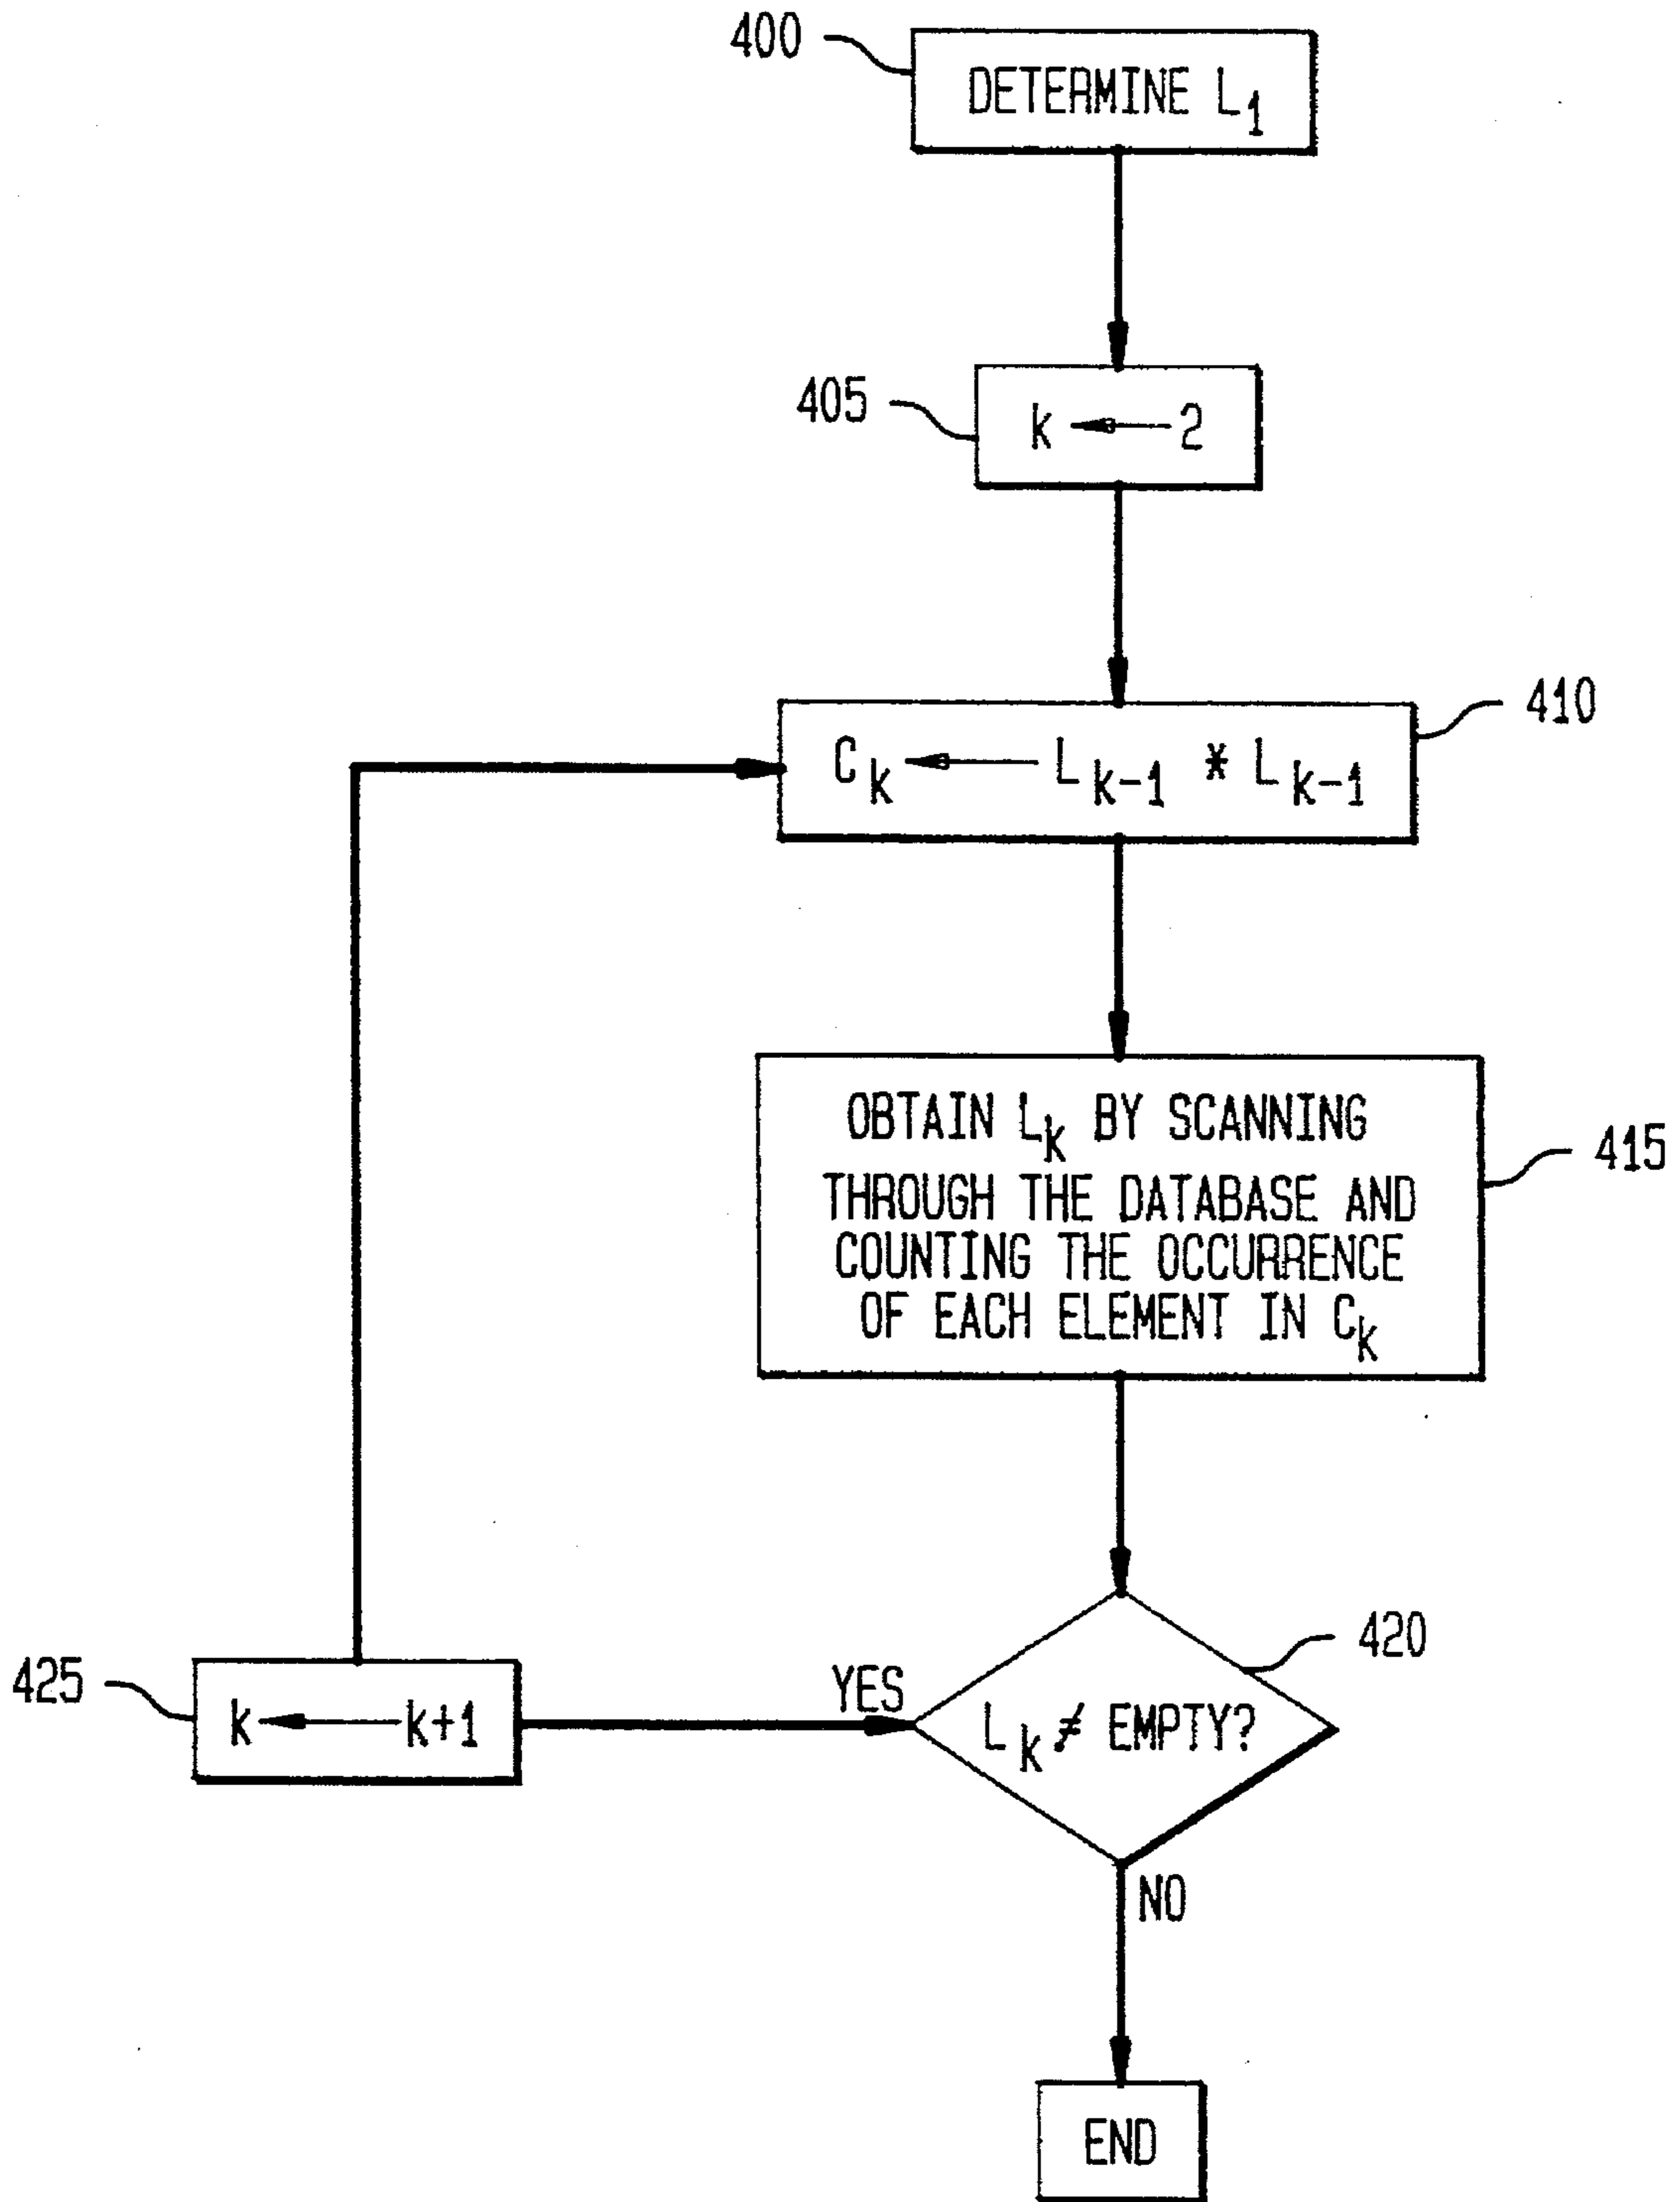 400
DETERMINE L₁
405
k ← 2
410
Cₖ ← Lₖ₋₁ * Lₖ₋₁
OBTAIN Lₖ BY SCANNING
THROUGH THE DATABASE AND
COUNTING THE OCCURRENCE
OF EACH ELEMENT IN Cₖ
415
420
425
k ← k+1
YES
Lₖ ≠ EMPTY?
NO
END